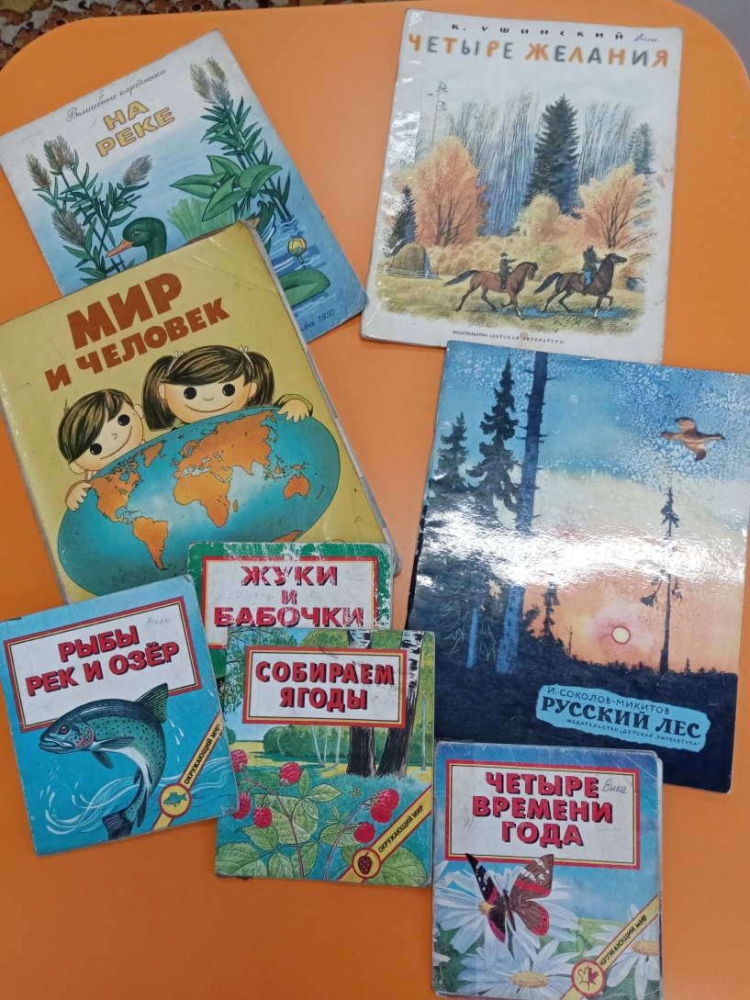 К. УШИНСКИЙ
Вика
ЧЕТЫРЕ ЖЕЛАНИЯ
ИЗДАТЕЛЬСТВО «ДЕТСКАЯ ЛИТЕРАТУРА»
Волшебные картинки
НА
РЕКЕ
1990
МИР
И ЧЕЛОВЕК
И. СОКОЛОВ-МИКИТОВ
РУССКИЙ ЛЕС
ИЗДАТЕЛЬСТВО „ДЕТСКАЯ ЛИТЕРАТУРА"
ЖУКИ
И
БАБОЧКИ
Вика
РЫБЫ
РЕК И ОЗЁР
ОКРУЖАЮЩИЙ МИР
СОБИРАЕМ
ЯГОДЫ
ОКРУЖАЮЩИЙ МИР
ЧЕТЫРЕ
Вика
ВРЕМЕНИ
ГОДА
КРУЖАЮЩИЙ МИР